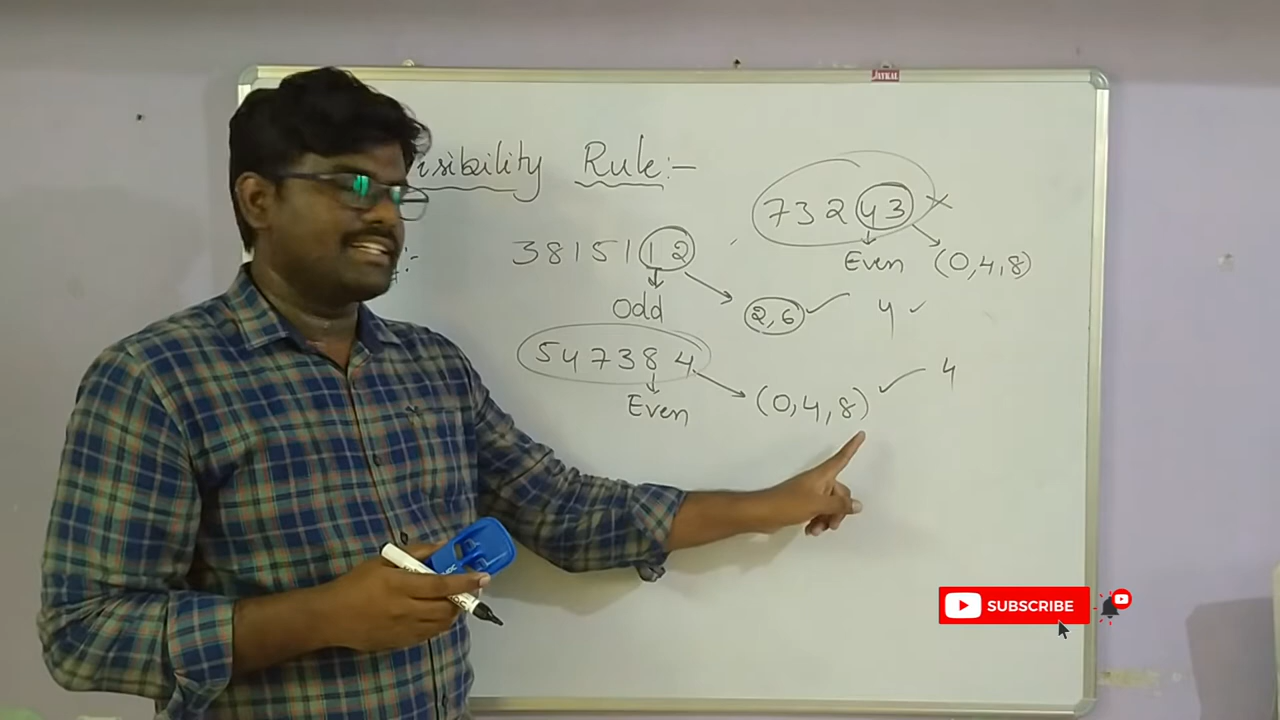 JAYKAL
isibility Rule:-
:-
3815112
Odd
2,6
4
73243
Even
(0,4,8)
547384
Even
(0,4,8)
4
SUBSCRIBE